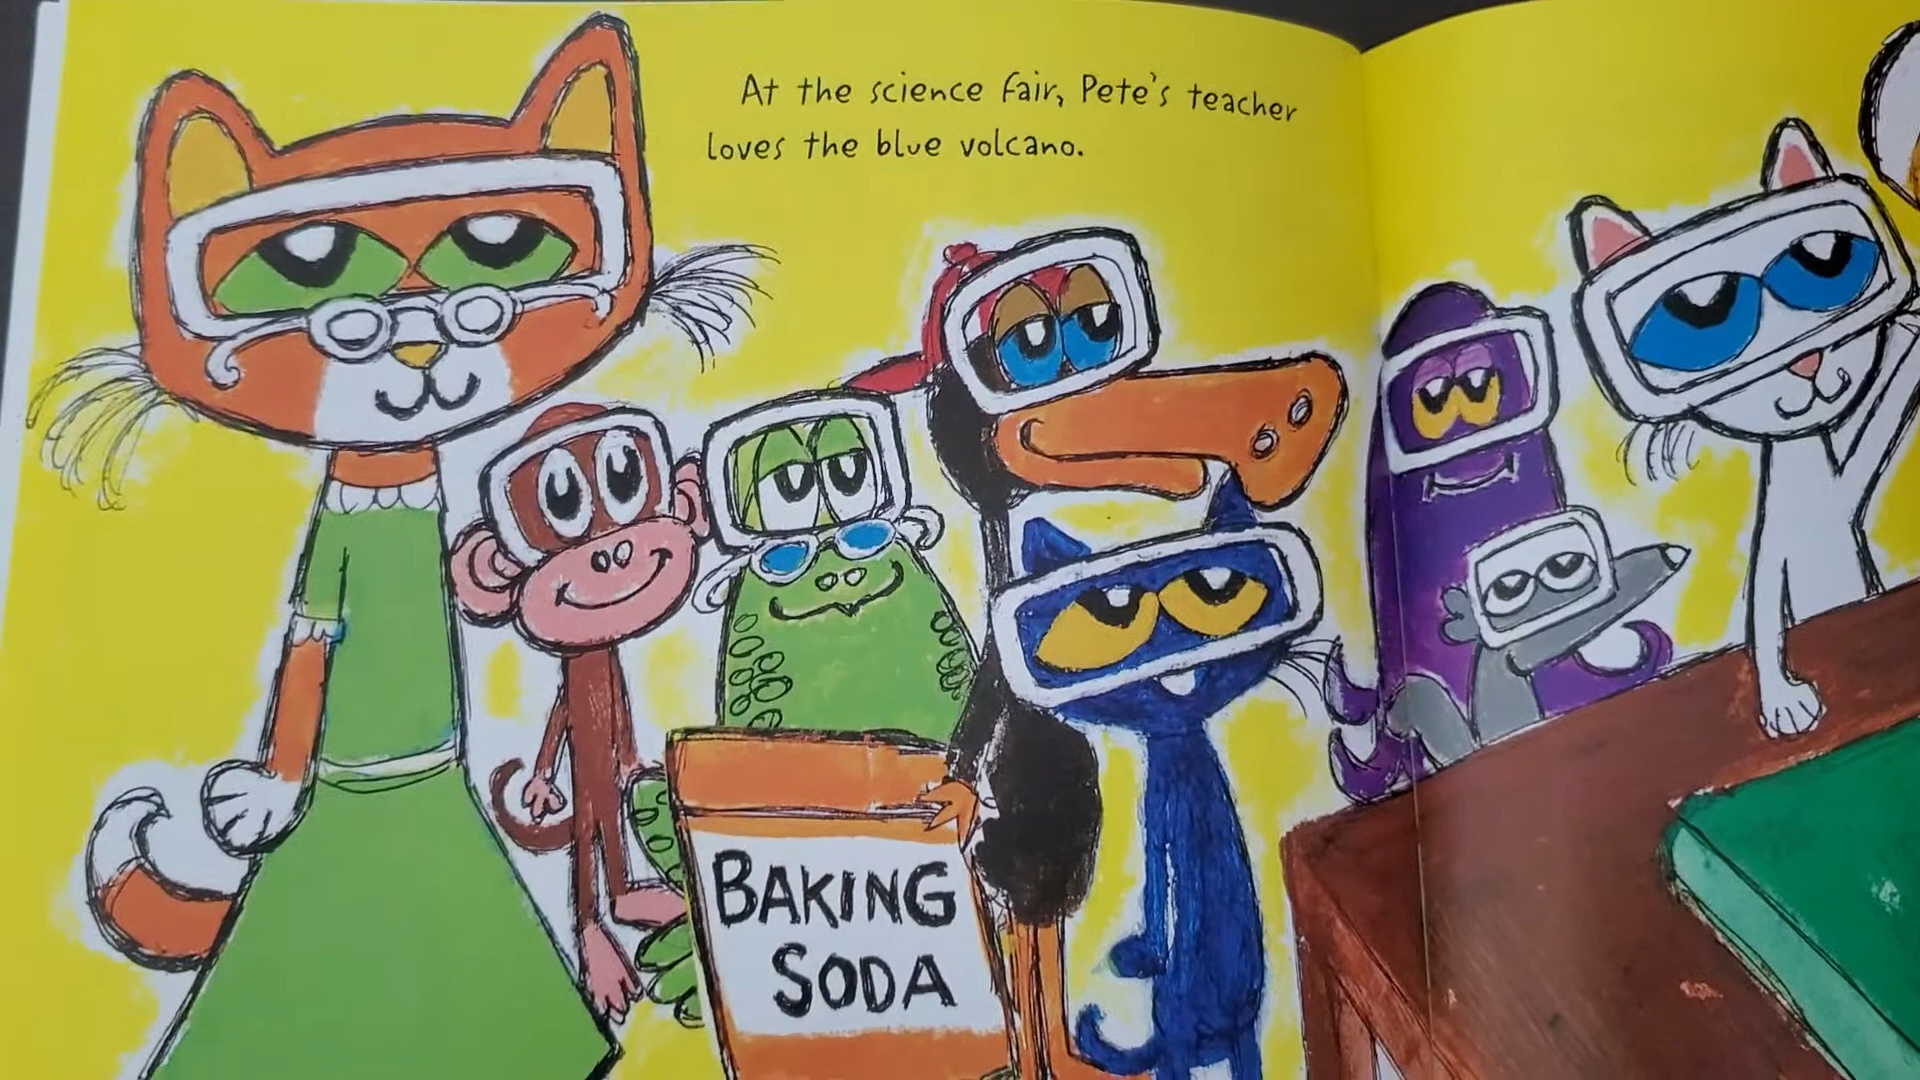 At the science fair, Pete's teacher
loves the blue volcano.
BAKING
SODA